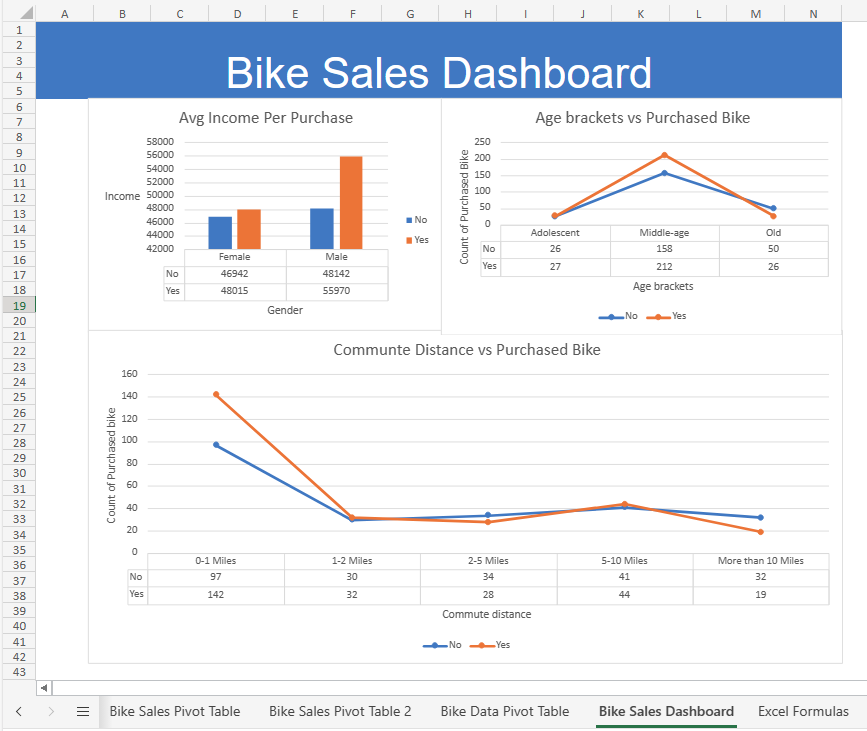 A B C D E F G H I J K L M N
1
2
3
4
5
6
7
8
9
10
11
12
13
14
15
16
17
18
19
20
21
22
23
24
25
26
27
28
29
30
31
32
33
34
35
36
37
38
39
40
41
42
43
Bike Sales Dashboard
Avg Income Per Purchase
58000
56000
54000
52000
50000
48000
46000
44000
42000
Income
Female Male
No 46942 48142
Yes 48015 55970
Gender
No
Yes
Age brackets vs Purchased Bike
250
200
150
100
50
0
Count of Purchased Bike
Adolescent Middle-age Old
No 26 158 50
Yes 27 212 26
Age brackets
No Yes
Communte Distance vs Purchased Bike
160
140
120
100
80
60
40
20
0
Count of Purchased bike
0-1 Miles 1-2 Miles 2-5 Miles 5-10 Miles More than 10 Miles
No 97 30 34 41 32
Yes 142 32 28 44 19
Commute distance
No Yes
Bike Sales Pivot Table Bike Sales Pivot Table 2 Bike Data Pivot Table Bike Sales Dashboard Excel Formulas